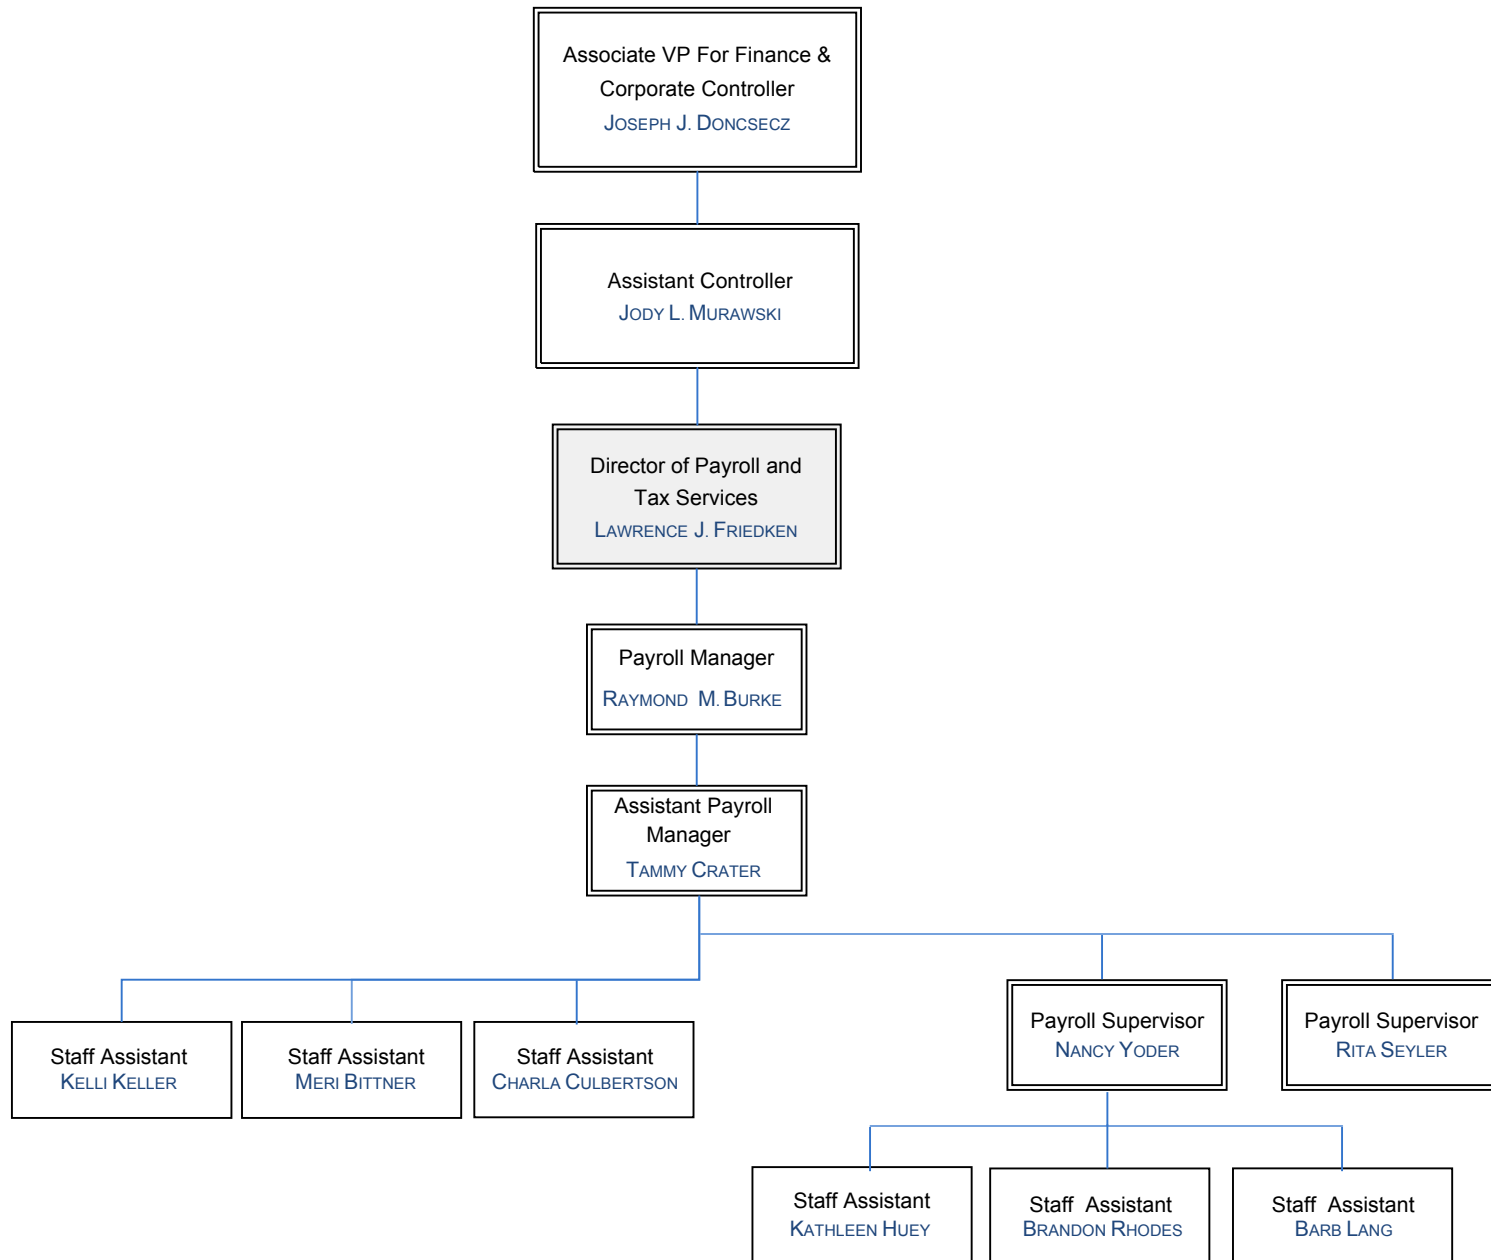 Associate VP For Finance &
Corporate Controller
JOSEPH J. DONCSECZ
Assistant Controller
JODY L. MURAWSKI
Director of Payroll and
Tax Services
LAWRENCE J. FRIEDKEN
Payroll Manager
RAYMOND M. BURKE
Assistant Payroll
Manager
TAMMY CRATER
Staff Assistant
KELLI KELLER
Staff Assistant
MERI BITTNER
Staff Assistant
CHARLA CULBERTSON
Payroll Supervisor
NANCY YODER
Payroll Supervisor
RITA SEYLER
Staff Assistant
KATHLEEN HUEY
Staff Assistant
BRANDON RHODES
Staff Assistant
BARB LANG